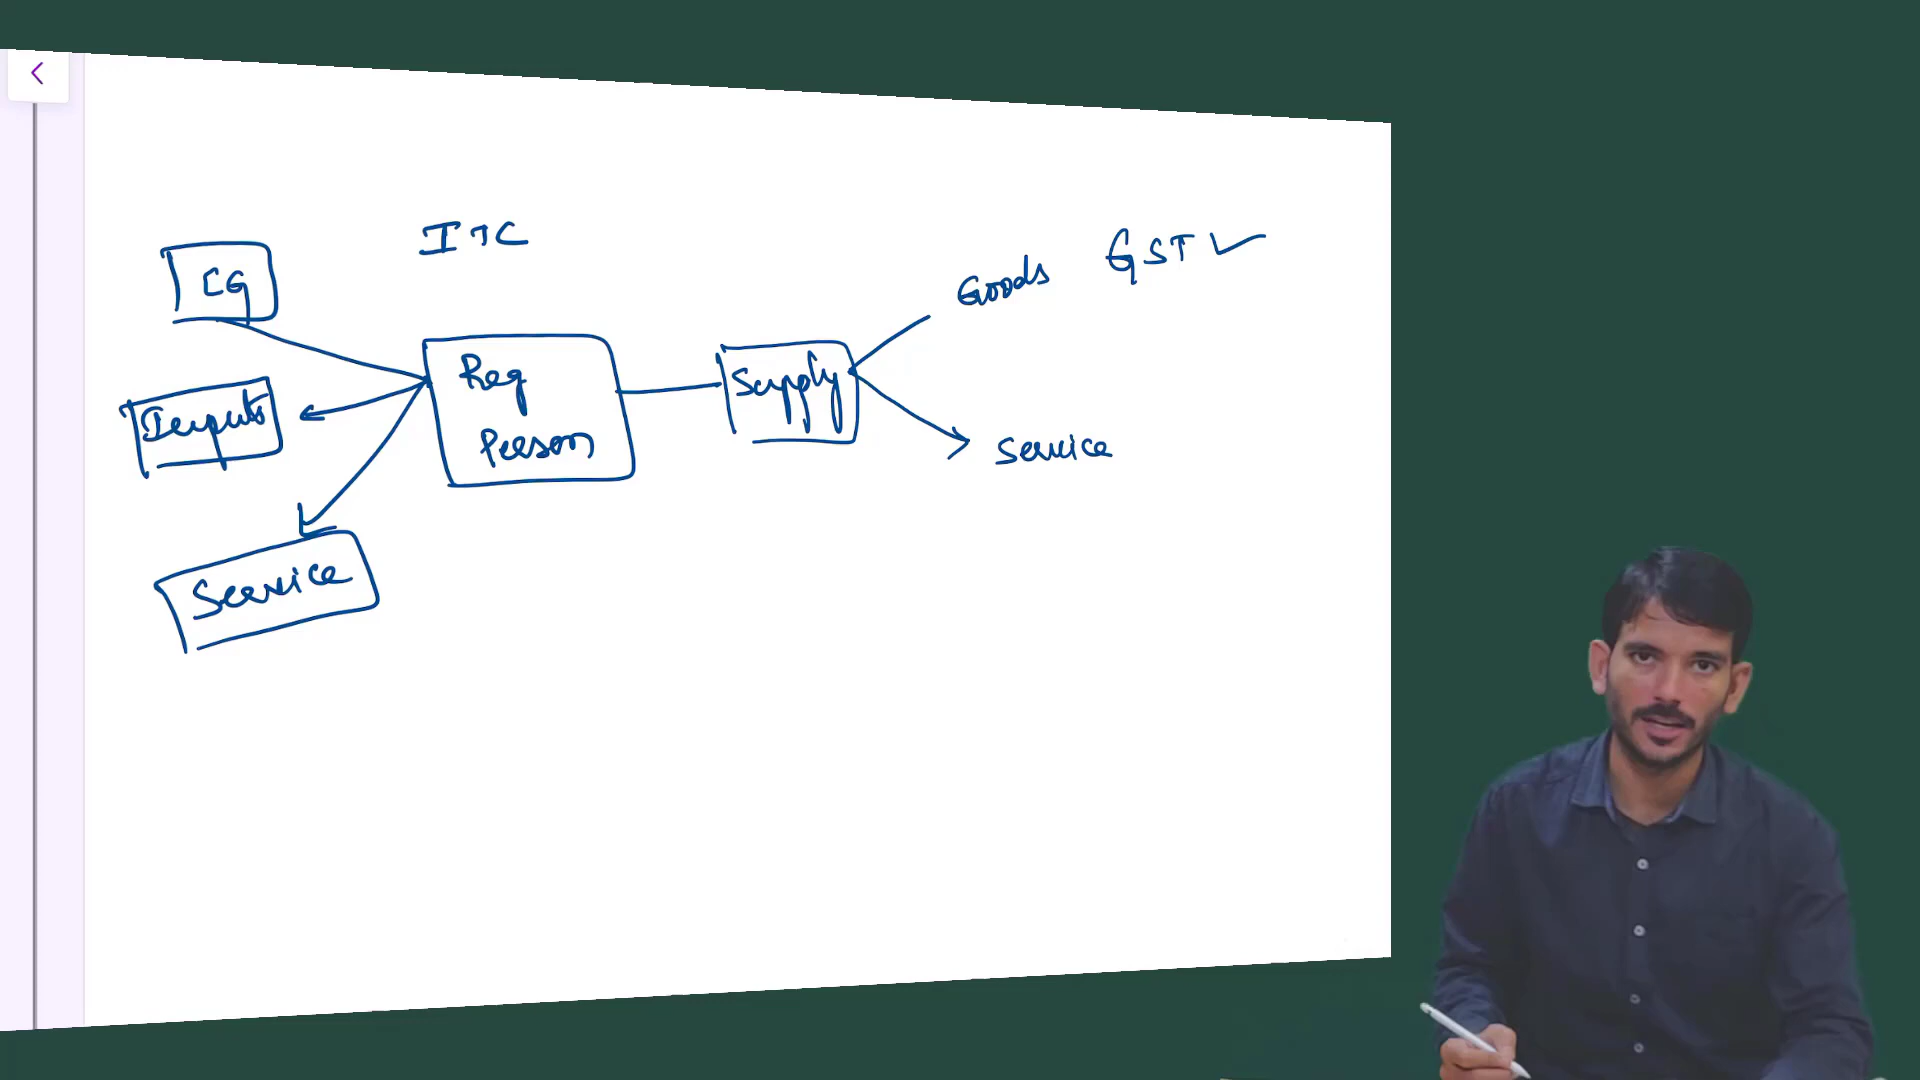 ITC
CG
Goods
GST
Reg
Person
Supply
Inputs
Service
Service